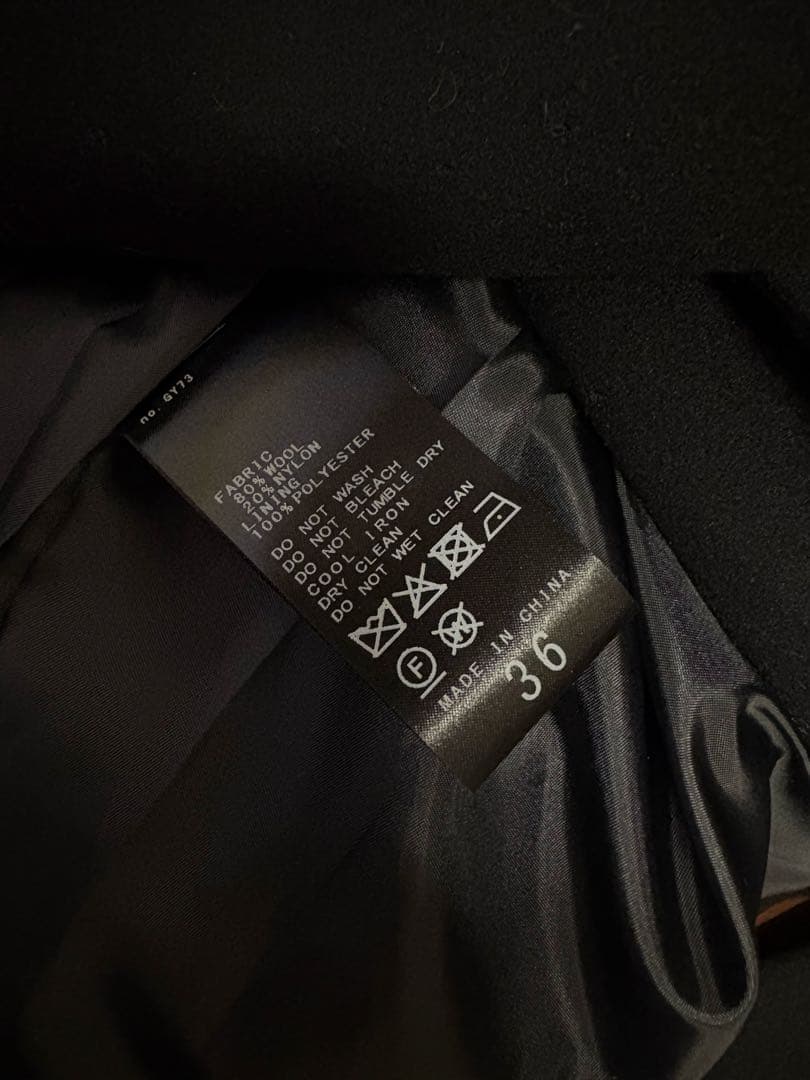 no. GY73
FABRIC
80% WOOL
20% NYLON
LINING
100% POLYESTER
DO NOT WASH
DO NOT BLEACH
DO NOT TUMBLE DRY
COOL IRON
DRY CLEAN
DO NOT WET CLEAN
F
W
MADE IN CHINA
36